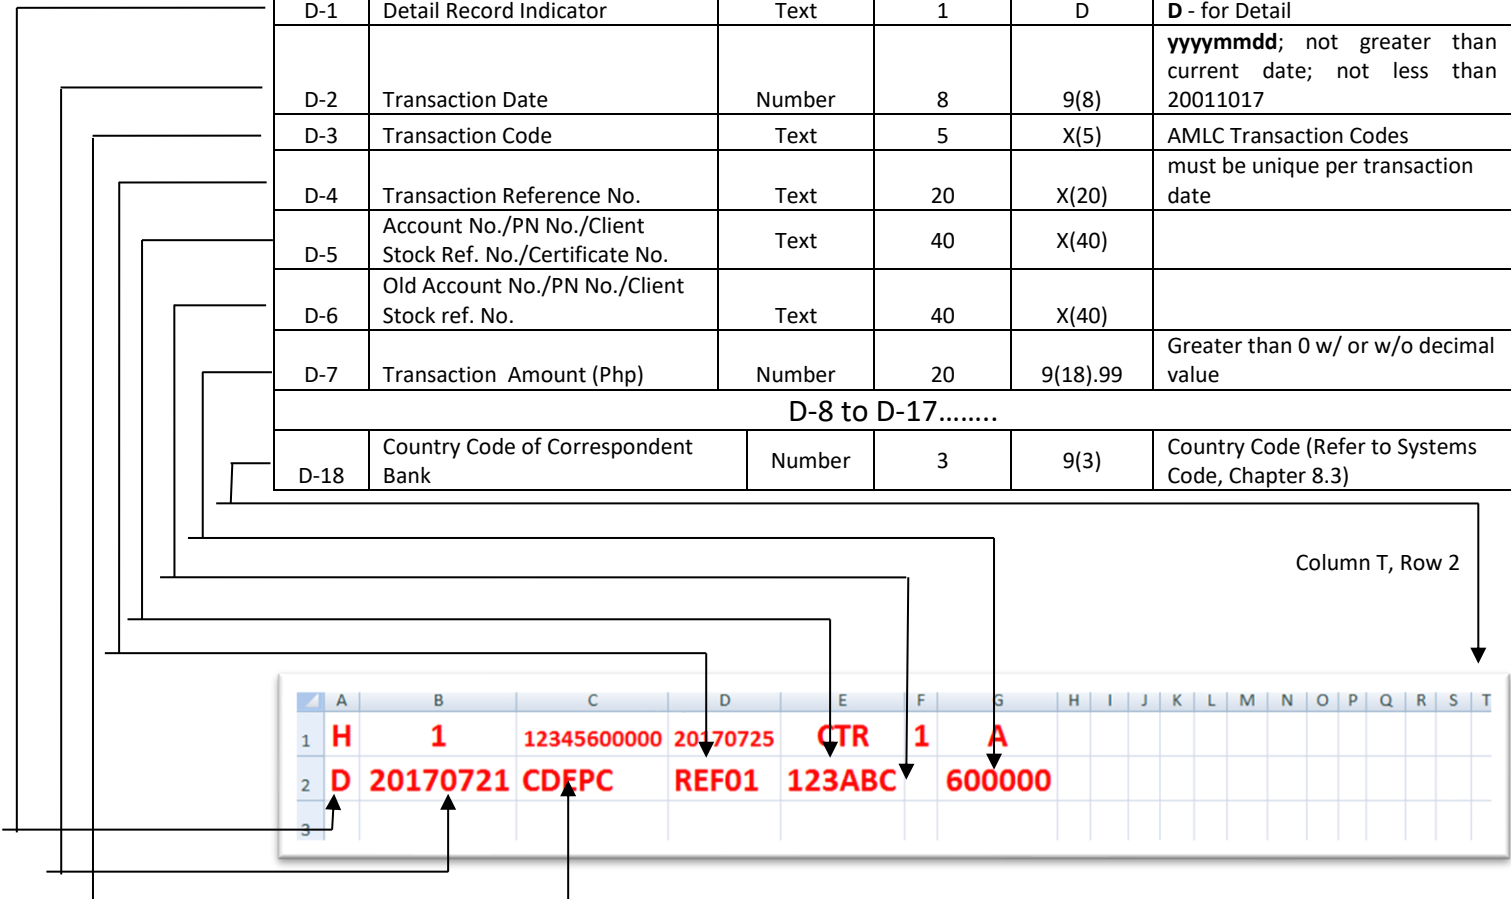 D-1 Detail Record Indicator Text 1 D D - for Detail
yyyymmdd; not greater than
current date; not less than
D-2 Transaction Date Number 8 9(8) 20011017
D-3 Transaction Code Text 5 X(5) AMLC Transaction Codes
must be unique per transaction
D-4 Transaction Reference No. Text 20 X(20) date
Account No./PN No./Client
D-5 Stock Ref. No./Certificate No. Text 40 X(40)
Old Account No./PN No./Client
D-6 Stock ref. No. Text 40 X(40)
Greater than 0 w/ or w/o decimal
D-7 Transaction Amount (Php) Number 20 9(18).99 value
D-8 to D-17........
Country Code of Correspondent Number 3 9(3) Country Code (Refer to Systems
D-18 Bank Code, Chapter 8.3)
Column T, Row 2
A B C D E F G H I J K L M N O P Q R S T
1 H 1 12345600000 20170725 CTR 1 A
2 D 20170721 CDEPC REF01 123ABC 600000
3